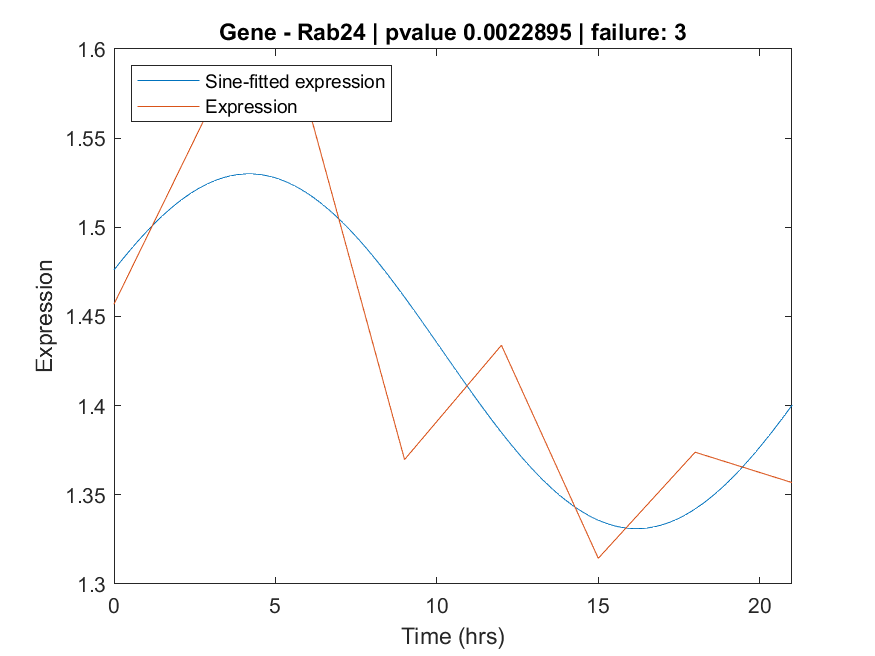 Gene - Rab24 | pvalue 0.0022895 | failure: 3
1.6
1.55
1.5
1.45
1.4
1.35
1.3
Expression
Sine-fitted expression
Expression
0 5 10 15 20
Time (hrs)